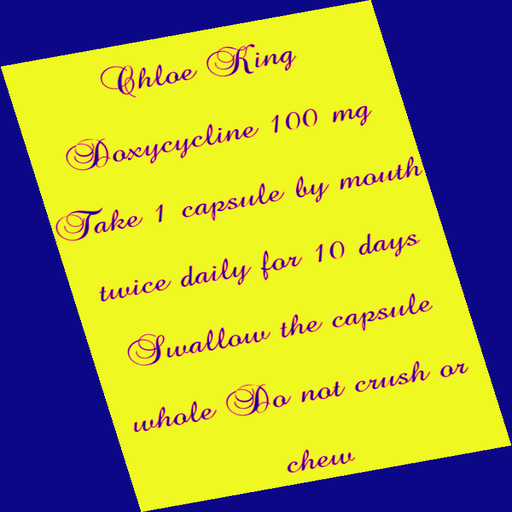 Chloe King
Doxycycline 100 mg
Take 1 capsule by mouth
twice daily for 10 days
Swallow the capsule
whole Do not crush or
chew